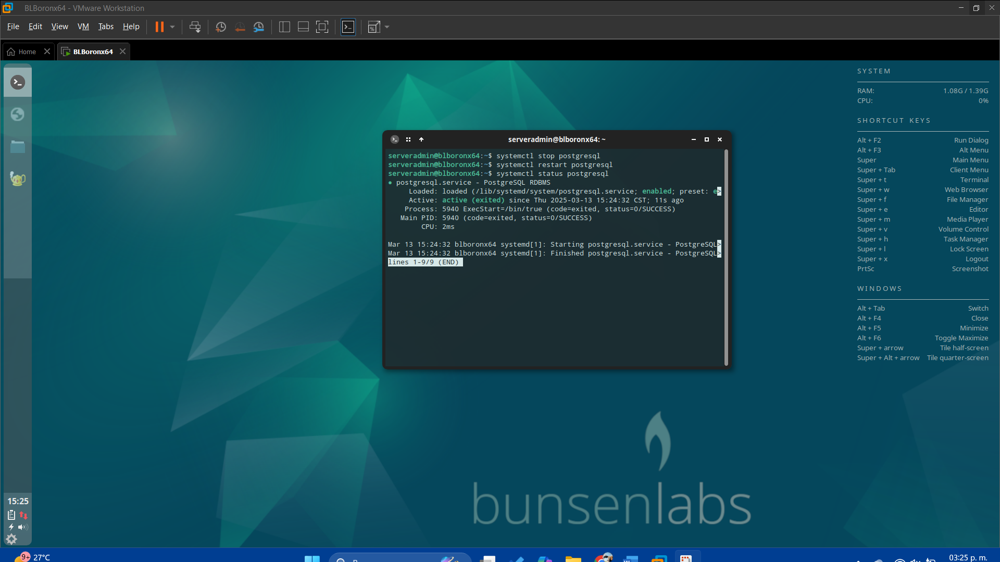 BLBoronx64 - VMware Workstation
File Edit View VM Tabs Help
Home
BLBoronx64
SYSTEM
RAM: 1.08G / 1.39G
CPU: 0%
SHORTCUT KEYS
Alt + F2 Run Dialog
Alt + F3 Alt Menu
Super Main Menu
Super + Tab Client Menu
Super + t Terminal
Super + w Web Browser
Super + f File Manager
Super + e Editor
Super + m Media Player
Super + v Volume Control
Super + h Task Manager
Super + l Lock Screen
Super + x Logout
PrtSc Screenshot
WINDOWS
Alt + Tab Switch
Alt + F4 Close
Alt + F5 Minimize
Alt + F6 Toggle Maximize
Super + arrow Tile half-screen
Super + Alt + arrow Tile quarter-screen
serveradmin@blboronx64: ~
serveradmin@blboronx64:~$ systemctl stop postgresql
serveradmin@blboronx64:~$ systemctl restart postgresql
serveradmin@blboronx64:~$ systemctl status postgresql
● postgresql.service - PostgreSQL RDBMS
Loaded: loaded (/lib/systemd/system/postgresql.service; enabled; preset: e>
Active: active (exited) since Thu 2025-03-13 15:24:32 CST; 11s ago
Process: 5940 ExecStart=/bin/true (code=exited, status=0/SUCCESS)
Main PID: 5940 (code=exited, status=0/SUCCESS)
CPU: 2ms
Mar 13 15:24:32 blboronx64 systemd[1]: Starting postgresql.service - PostgreSQL>
Mar 13 15:24:32 blboronx64 systemd[1]: Finished postgresql.service - PostgreSQL>
lines 1-9/9 (END)
bunsenlabs
15:25
9+
27°C
03:25 p. m.